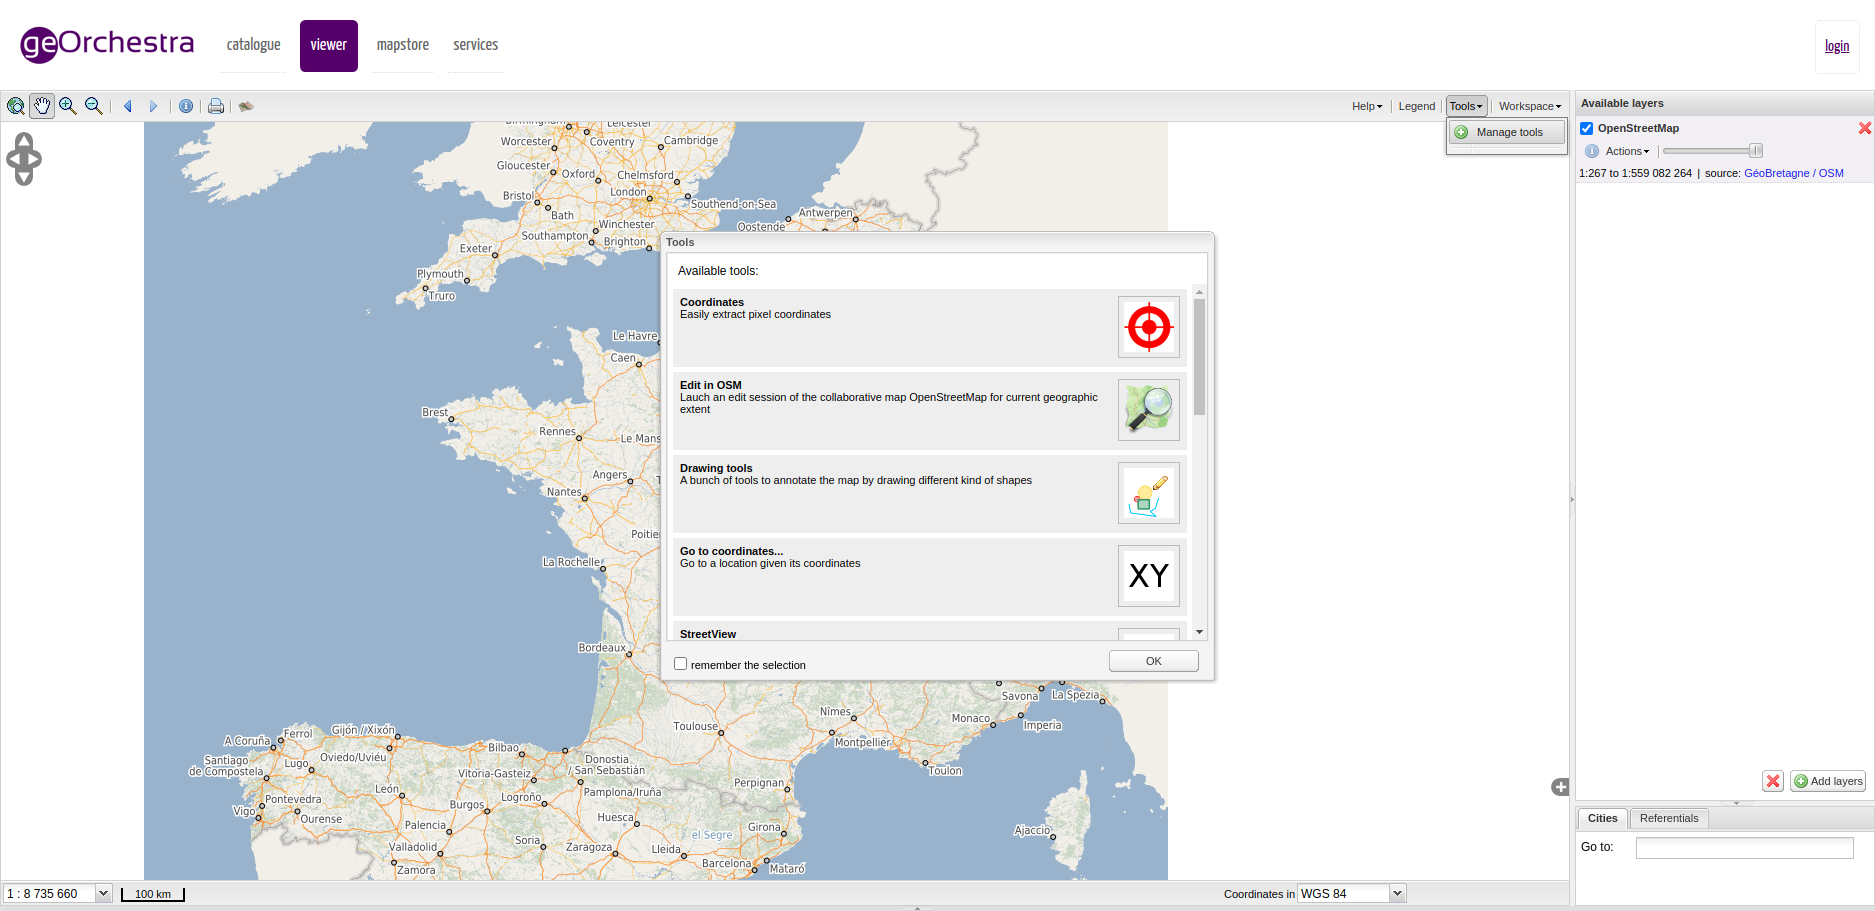 geOrchestra
catalogue
viewer
mapstore
services
login
Help
Legend
Tools
Workspace
Manage tools
Available layers
OpenStreetMap
Actions
1:267 to 1:559 082 264 | source: GéoBretagne / OSM
Birmingham
Leicester
Worcester
Coventry
Cambridge
Gloucester
Oxford
Chelmsford
London
Bristol
Southend-on-Sea
Bath
Antwerpen
Winchester
Oostende
Southampton
Brighton
Exeter
Plymouth
Truro
Le Havre
Caen
Brest
Rennes
Le Mans
Angers
Nantes
Poitier
La Rochelle
Bordeaux
Tools
Available tools:
Coordinates
Easily extract pixel coordinates
Edit in OSM
Lauch an edit session of the collaborative map OpenStreetMap for current geographic
extent
Drawing tools
A bunch of tools to annotate the map by drawing different kind of shapes
Go to coordinates...
Go to a location given its coordinates
XY
StreetView
remember the selection
OK
Savona
La Spezia
Nîmes
Monaco
Imperia
Toulouse
Montpellier
Toulon
Gijón / Xixón
Ferrol
A Coruña
Bilbao
Oviedo/Uviéu
Donostia
/ San Sebastián
Santiago
de Compostela
Lugo
Vitoria-Gasteiz
Perpignan
León
Pamplona/Iruña
Logroño
Pontevedra
Burgos
Vigo
Ourense
Huesca
Palencia
el Segre
Girona
Ajaccio
Soria
Valladolid
Zaragoza
Lleida
Zamora
Barcelona
Mataró
Add layers
Cities
Referentials
Go to:
1 : 8 735 660
100 km
Coordinates in
WGS 84